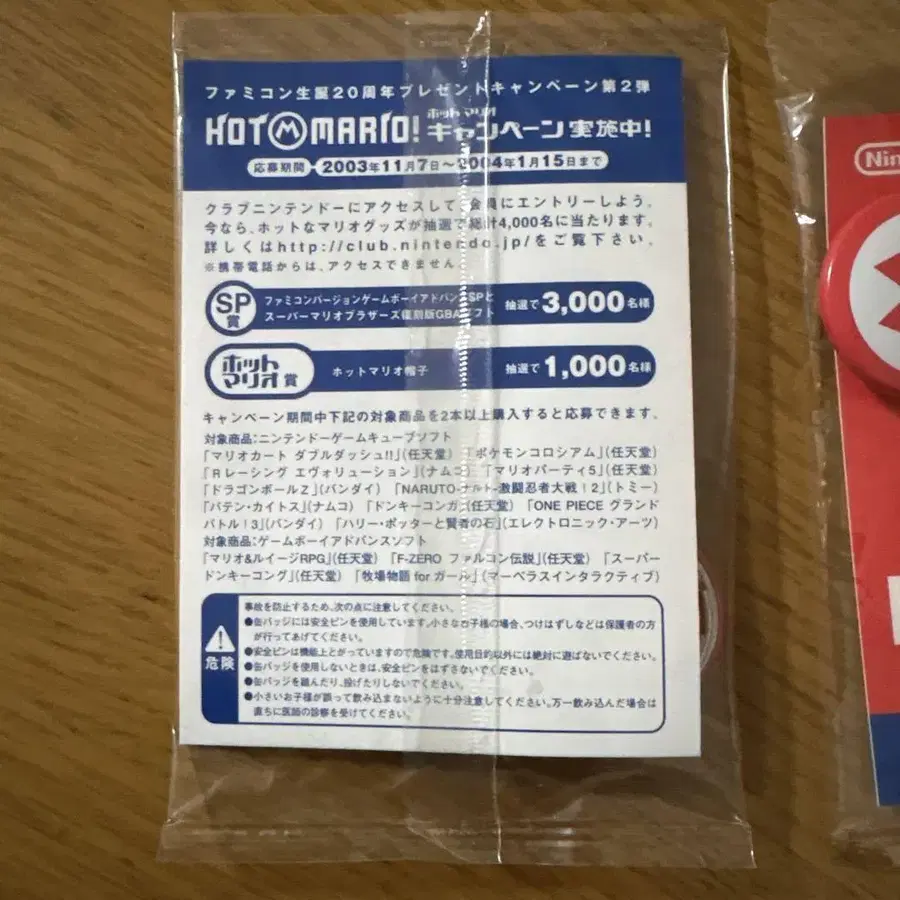 ファミコン生誕20周年プレゼントキャンペーン第2弾
HOT M MARIO! ホットマリオ キャンペーン実施中!
応募期間 2003年11月7日~2004年1月15日まで
クラブニンテンドーにアクセスして、会員にエントリーしよう。
今なら、ホットなマリオグッズが抽選で総計4,000名に当たります。
詳しくはhttp://club.nintendo.jp/をご覧下さい。
※携帯電話からは、アクセスできません。
SP賞 ファミコンバージョンゲームボーイアドバンスSPと
スーパーマリオブラザーズ復刻版GBAソフト 抽選で3,000名様
ホットマリオ賞 ホットマリオ帽子 抽選で1,000名様
キャンペーン期間中下記の対象商品を2本以上購入すると応募できます。
対象商品:ニンテンドーゲームキューブソフト
「マリオカート ダブルダッシュ!!」(任天堂) 「ポケモンコロシアム」(任天堂)
「Rレーシング エヴォリューション」(ナムコ) 「マリオパーティ5」(任天堂)
「ドラゴンボールZ」(バンダイ) 「NARUTO-ナルト-激闘忍者大戦!2」(トミー)
「バテン・カイトス」(ナムコ) 「ドンキーコンガ」(任天堂) 「ONE PIECE グランド
バトル!3」(バンダイ) 「ハリー・ポッターと賢者の石」(エレクトロニック・アーツ)
対象商品:ゲームボーイアドバンスソフト
「マリオ&ルイージRPG」(任天堂) 「F-ZERO ファルコン伝説」(任天堂) 「スーパー
ドンキーコング」(任天堂) 「牧場物語 for ガール」(マーベラスインタラクティブ)
危険
事故を防止するため、次の点に注意してください。
●缶バッジには安全ピンを使用しています。小さなお子様の場合、つけはずしなどは保護者の方
が行ってあげてください。
●安全ピンは機能上とがっていますので危険です。使用目的以外には絶対に遊ばないでください。
●缶バッジを使用しないときは、安全ピンをはずさないでください。
●缶バッジを踏んだり、投げたりしないでください。
●小さいお子様が誤って飲み込まないように十分注意してください。万一飲み込んだ場合は
直ちに医師の診察を受けてください。
Nin